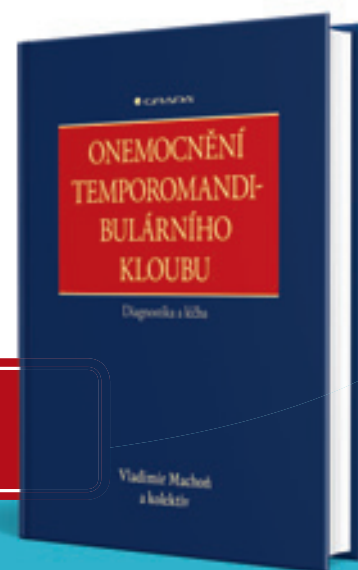 GRADA
ONEMOCNĚNÍ
TEMPOROMANDI-
BULÁRNÍHO
KLOUBU
Diagnostika a léčba
Vladimír Machoň
a kolektiv